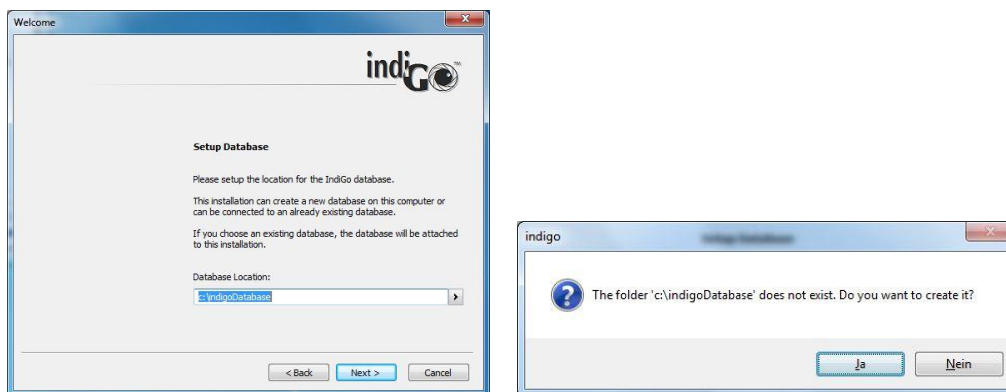 Welcome
indiGo™
Setup Database
Please setup the location for the IndiGo database.
This installation can create a new database on this computer or
can be connected to an already existing database.
If you choose an existing database, the database will be attached
to this installation.
Database Location:
c:\indigoDatabase
< Back
Next >
Cancel
indigo
Setup Database
The folder 'c:\indigoDatabase' does not exist. Do you want to create it?
Ja
Nein